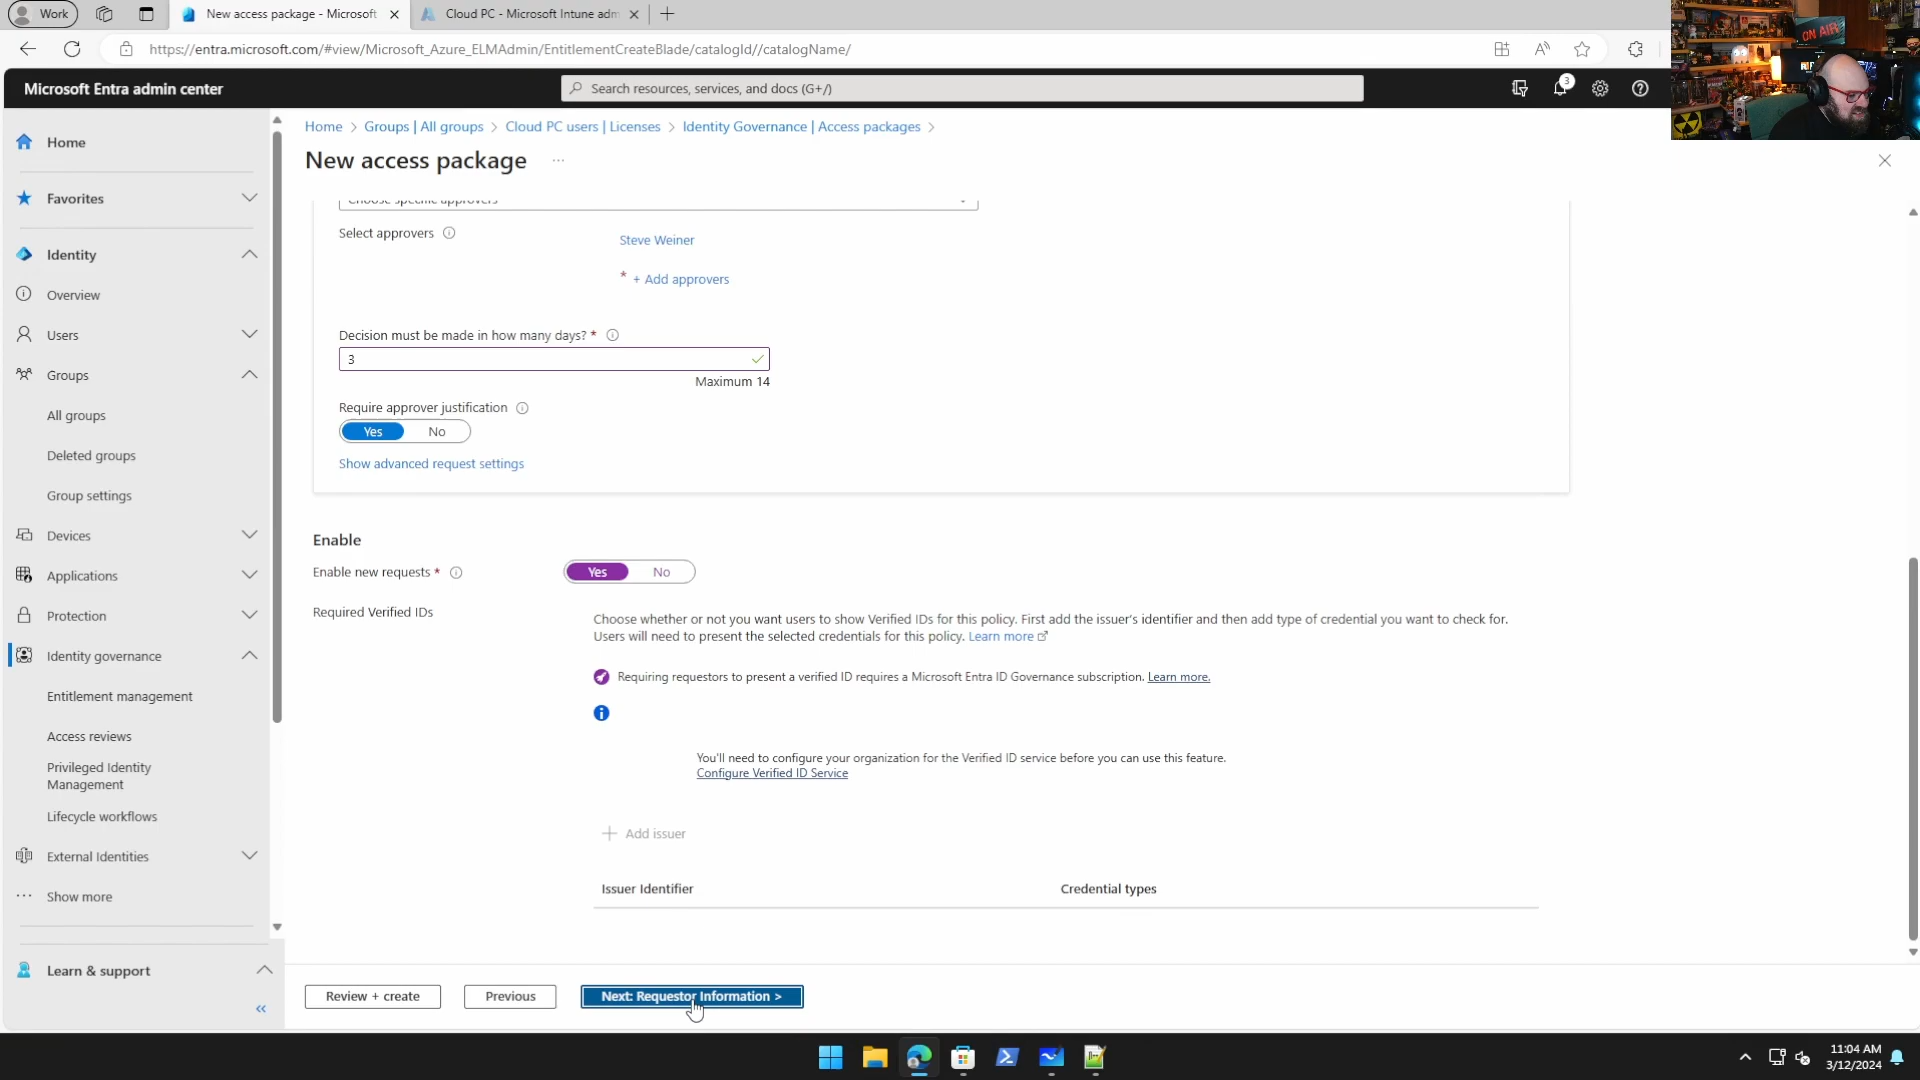 Work
New access package - Microsoft
Cloud PC - Microsoft Intune adm
https://entra.microsoft.com/#view/Microsoft_Azure_ELMAdmin/EntitlementCreateBlade/catalogId//catalogName/
ON AIR
Microsoft Entra admin center
Search resources, services, and docs (G+/)
3
Home
Favorites
Identity
Overview
Users
Groups
All groups
Deleted groups
Group settings
Devices
Applications
Protection
Identity governance
Entitlement management
Access reviews
Privileged Identity
Management
Lifecycle workflows
External Identities
Show more
Learn & support
Home > Groups | All groups > Cloud PC users | Licenses > Identity Governance | Access packages >
New access package
Choose specific approvers
Select approvers
Steve Weiner
* + Add approvers
Decision must be made in how many days? *
3
Maximum 14
Require approver justification
Yes No
Show advanced request settings
Enable
Enable new requests *
Yes No
Required Verified IDs
Choose whether or not you want users to show Verified IDs for this policy. First add the issuer's identifier and then add type of credential you want to check for.
Users will need to present the selected credentials for this policy. Learn more
Requiring requestors to present a verified ID requires a Microsoft Entra ID Governance subscription. Learn more.
You'll need to configure your organization for the Verified ID service before you can use this feature.
Configure Verified ID Service
Add issuer
Issuer Identifier Credential types
Review + create
Previous
Next: Requestor Information >
11:04 AM
3/12/2024